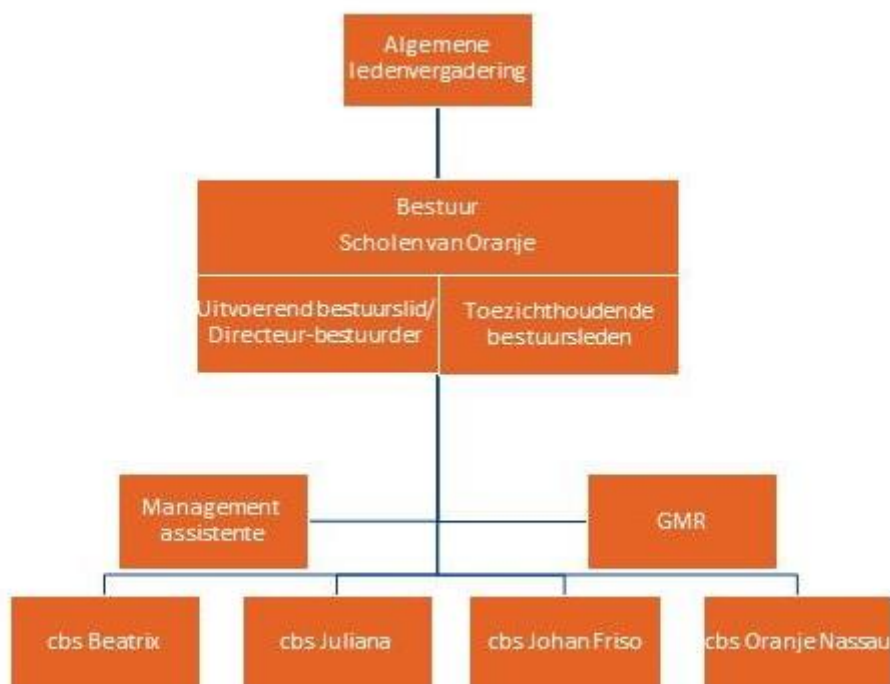 Algemene
ledenvergadering
Bestuur
Scholen van Oranje
Uitvoerend bestuurslid/
Directeur-bestuurder
Toezichthoudende
bestuursleden
Management
assistente
GMR
cbs Beatrix
cbs Juliana
cbs Johan Friso
cbs Oranje Nassau